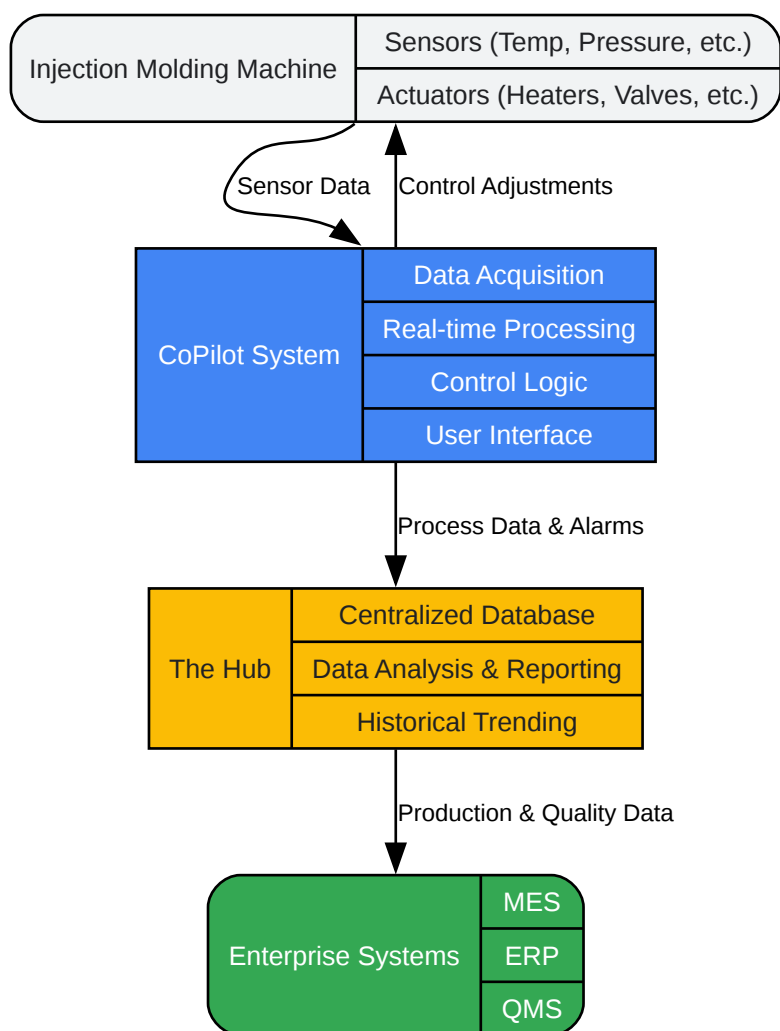 Injection Molding Machine
Sensors (Temp, Pressure, etc.)
Actuators (Heaters, Valves, etc.)
Sensor Data
Control Adjustments
CoPilot System
Data Acquisition
Real-time Processing
Control Logic
User Interface
Process Data & Alarms
The Hub
Centralized Database
Data Analysis & Reporting
Historical Trending
Production & Quality Data
Enterprise Systems
MES
ERP
QMS